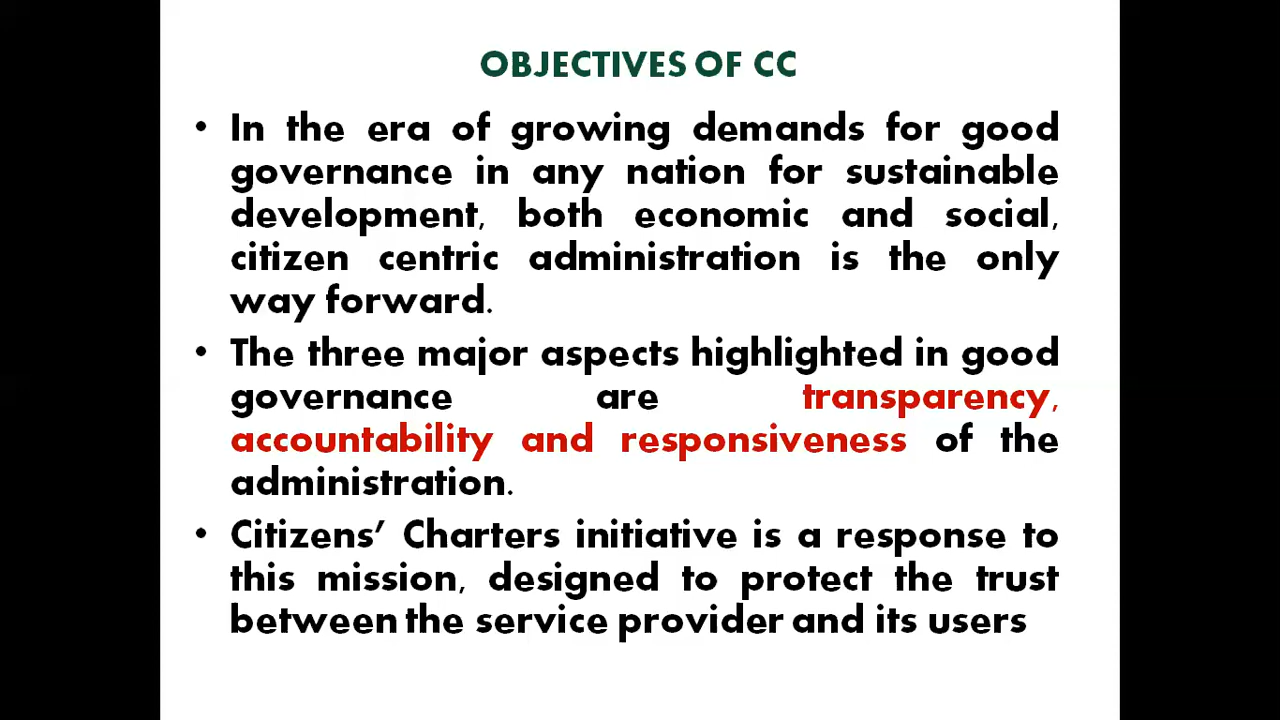 OBJECTIVES OF CC
• In the era of growing demands for good
governance in any nation for sustainable
development, both economic and social,
citizen centric administration is the only
way forward.
• The three major aspects highlighted in good
governance are transparency,
accountability and responsiveness of the
administration.
• Citizens’ Charters initiative is a response to
this mission, designed to protect the trust
between the service provider and its users